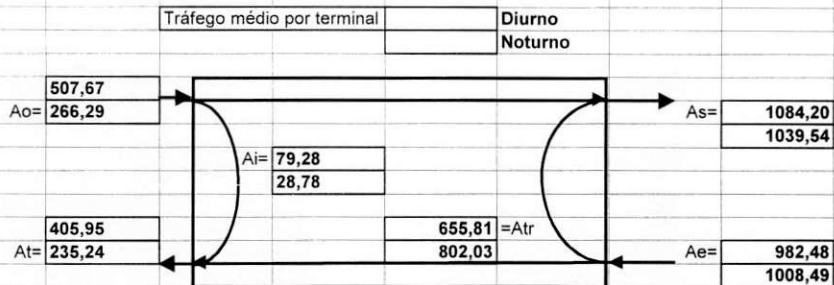 Tráfego médio por terminal Diurno
Noturno
507,67
Ao= 266,29 As= 1084,20
1039,54
Ai= 79,28
28,78
405,95 655,81 =Atr
At= 235,24 802,03 Ae= 982,48
1008,49